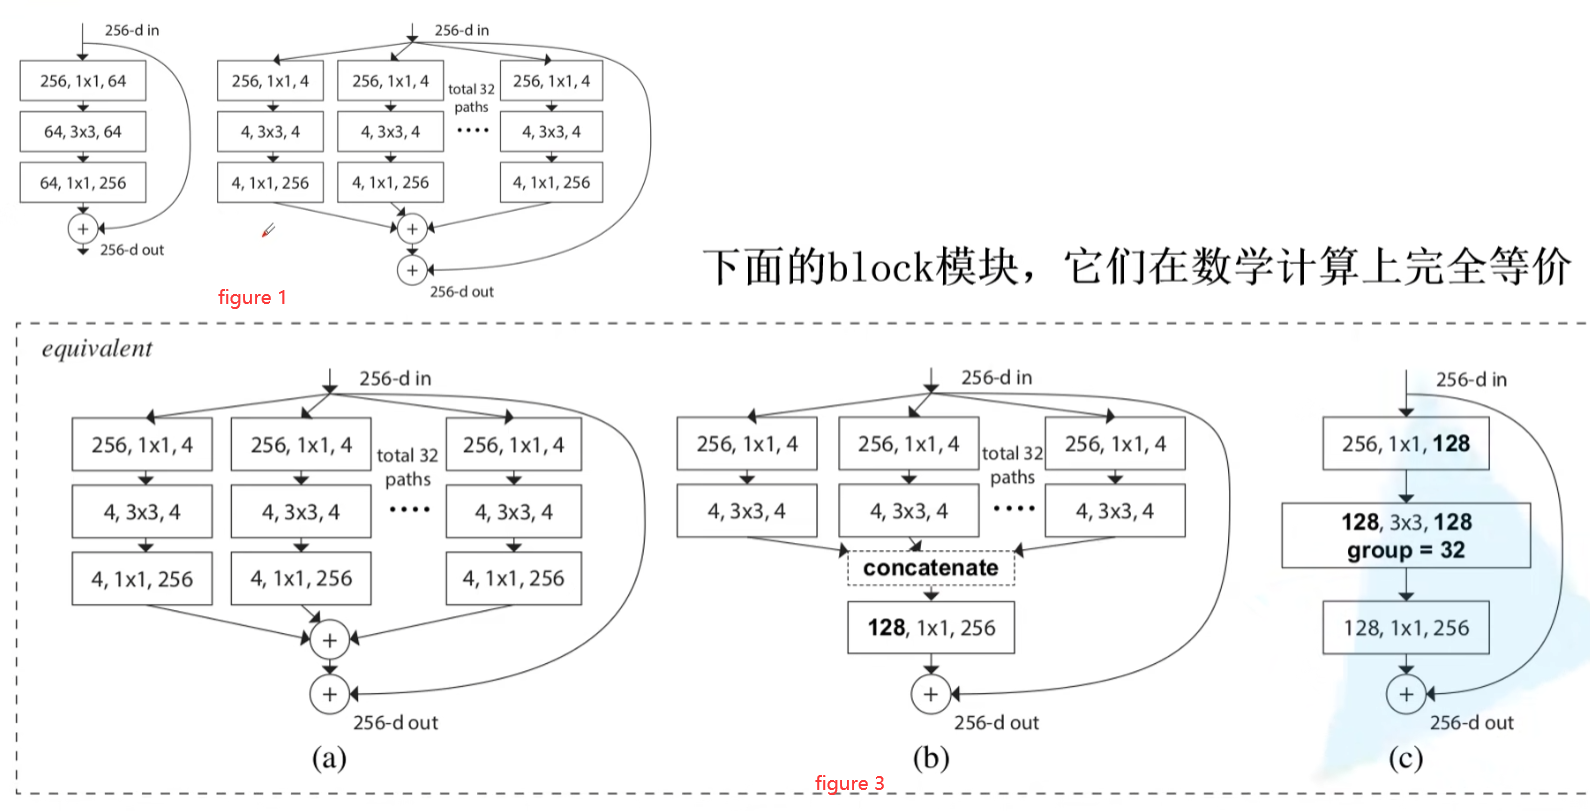 256-d in
256, 1x1, 64
64, 3x3, 64
64, 1x1, 256
+
256-d out
256-d in
256, 1x1, 4
256, 1x1, 4
total 32
paths
256, 1x1, 4
4, 3x3, 4
4, 3x3, 4
....
4, 3x3, 4
4, 1x1, 256
4, 1x1, 256
4, 1x1, 256
+
+
256-d out
figure 1
下面的block模块，它们在数学计算上完全等价
equivalent
256-d in
256, 1x1, 4
256, 1x1, 4
total 32
paths
256, 1x1, 4
4, 3x3, 4
4, 3x3, 4
....
4, 3x3, 4
4, 1x1, 256
4, 1x1, 256
4, 1x1, 256
+
+
256-d out
(a)
256-d in
256, 1x1, 4
256, 1x1, 4
total 32
paths
256, 1x1, 4
4, 3x3, 4
4, 3x3, 4
....
4, 3x3, 4
concatenate
128, 1x1, 256
+
256-d out
(b)
256-d in
256, 1x1, 128
128, 3x3, 128
group = 32
128, 1x1, 256
+
256-d out
(c)
figure 3